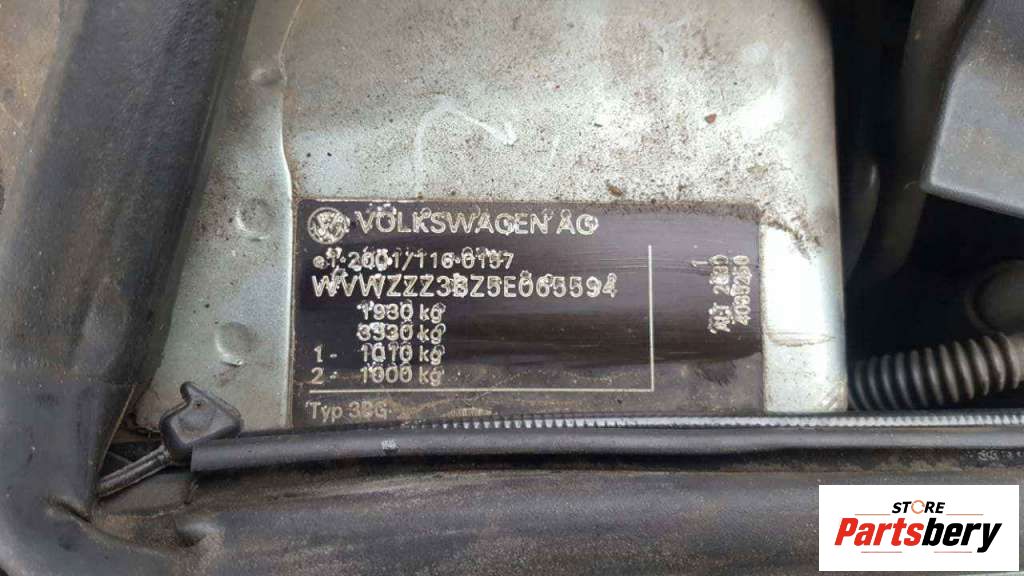 VOLKSWAGEN AG
e1*2001/116*0157
WVWZZZ3BZ5E065594
1930 kg
3330 kg
1 - 1010 kg
2 - 1000 kg
Typ 3BG
STORE
Partsbery